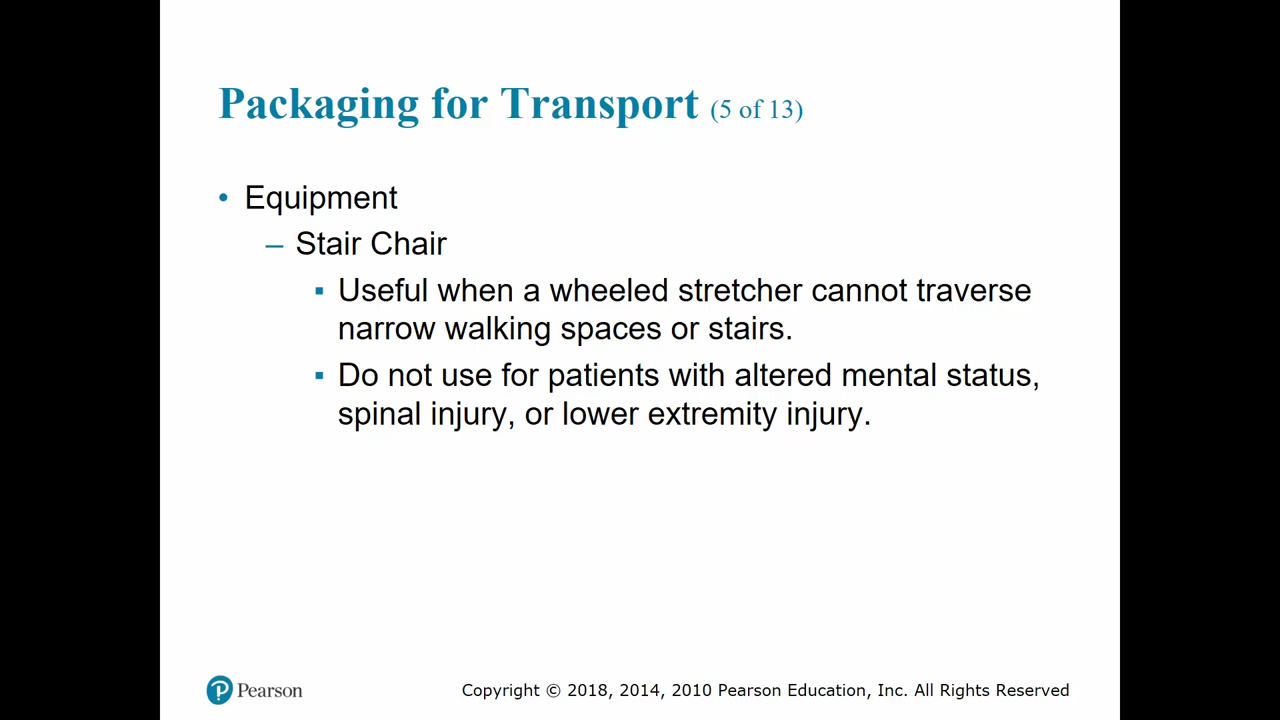 Packaging for Transport (5 of 13)
• Equipment
– Stair Chair
▪ Useful when a wheeled stretcher cannot traverse
narrow walking spaces or stairs.
▪ Do not use for patients with altered mental status,
spinal injury, or lower extremity injury.
P Pearson
Copyright © 2018, 2014, 2010 Pearson Education, Inc. All Rights Reserved